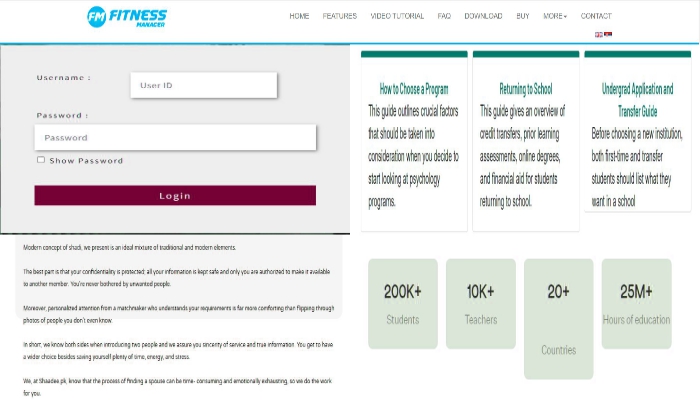 FM FITNESS
MANAGER
HOME FEATURES VIDEO TUTORIAL FAQ DOWNLOAD BUY MORE CONTACT
Username :
User ID
Password :
Password
Show Password
Login
How to Choose a Program
This guide outlines crucial factors
that should be taken into
consideration when you decide to
start looking at psychology
programs.
Returning to School
This guide gives an overview of
credit transfers, prior learning
assessments, online degrees,
and financial aid for students
returning to school.
Undergrad Application and
Transfer Guide
Before choosing a new institution,
both first-time and transfer
students should list what they
want in a school
Modern concept of shadi, we present is an ideal mixture of traditional and modern elements.
The best part is that your confidentiality is protected; all your information is kept safe and only you are authorized to make it available
to another member. You're never bothered by unwanted people.
Moreover, personalized attention from a matchmaker who understands your requirements is far more comforting than flipping through
photos of people you don't even know.
In short, we know both sides when introducing two people and we assure you sincerity of service and true information. You get to have
a wider choice besides saving yourself plenty of time, energy, and stress.
We, at Shaadee.pk, know that the process of finding a spouse can be time- consuming and emotionally exhausting, so we do the work
for you.
200K+
Students
10K+
Teachers
20+
Countries
25M+
Hours of education